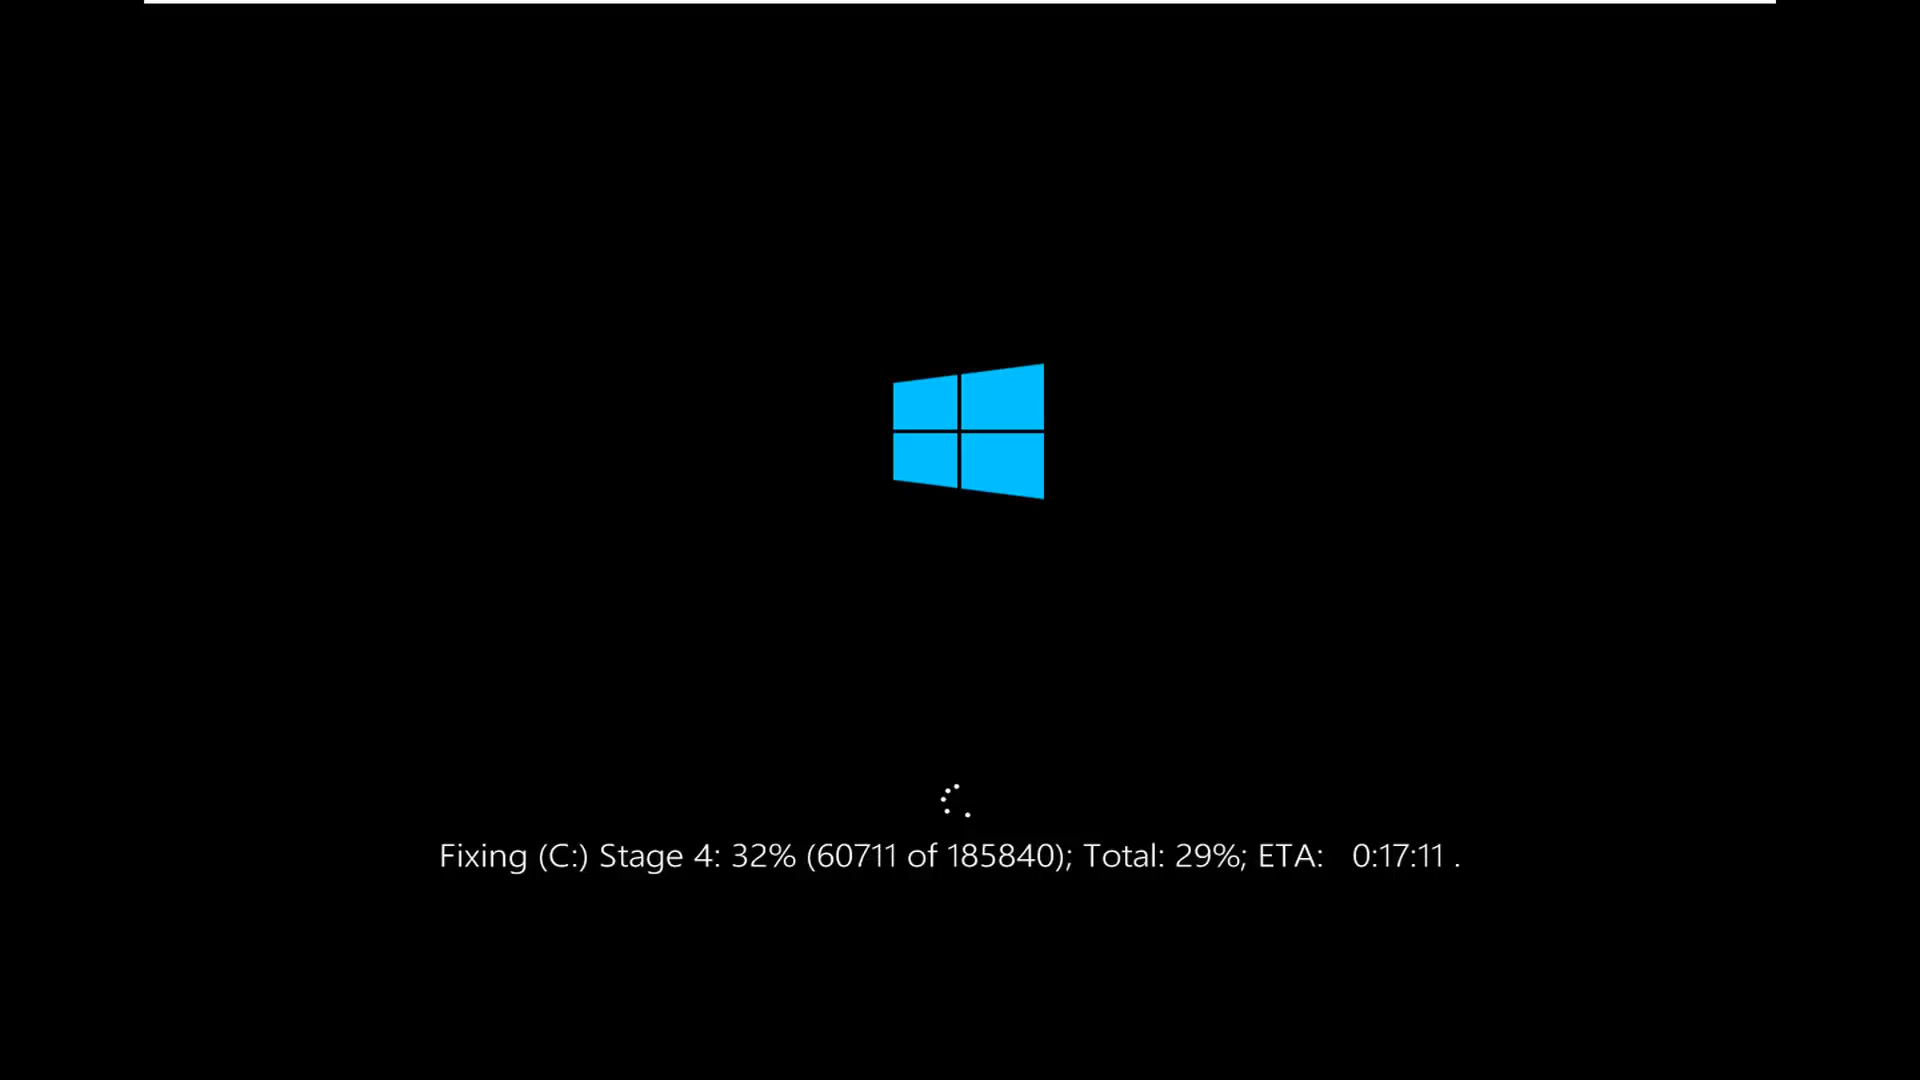 Fixing (C:) Stage 4: 32% (60711 of 185840); Total: 29%; ETA:   0:17:11 .